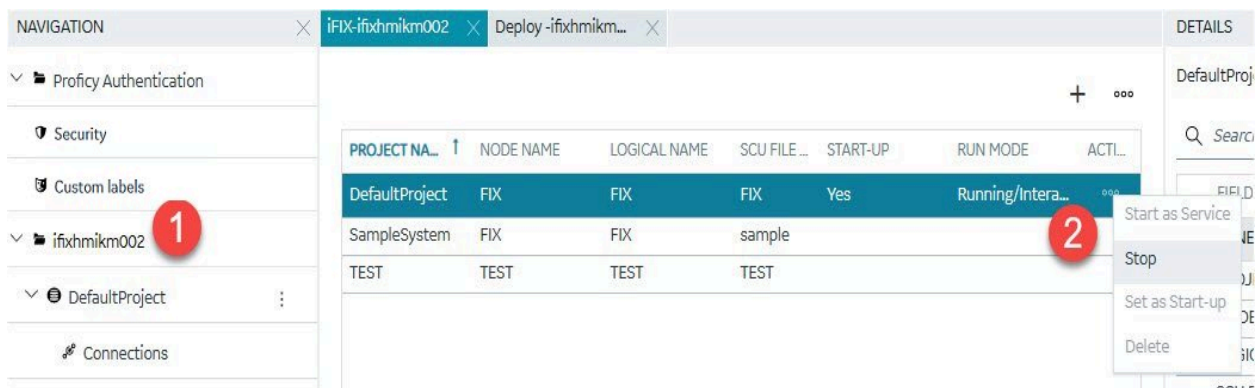 NAVIGATION
iFIX-ifixhmikm002
Deploy -ifixhmikm...
DETAILS
Proficy Authentication
DefaultProj
Security
Searc
Custom labels
PROJECT NA... NODE NAME LOGICAL NAME SCU FILE ... START-UP RUN MODE ACTI...
DefaultProject FIX FIX FIX Yes Running/Intera...
FIELD
ifixhmikm002
1
SampleSystem FIX FIX sample
2
Start as Service
TEST TEST TEST TEST
Stop
DefaultProject
Set as Start-up
Connections
Delete